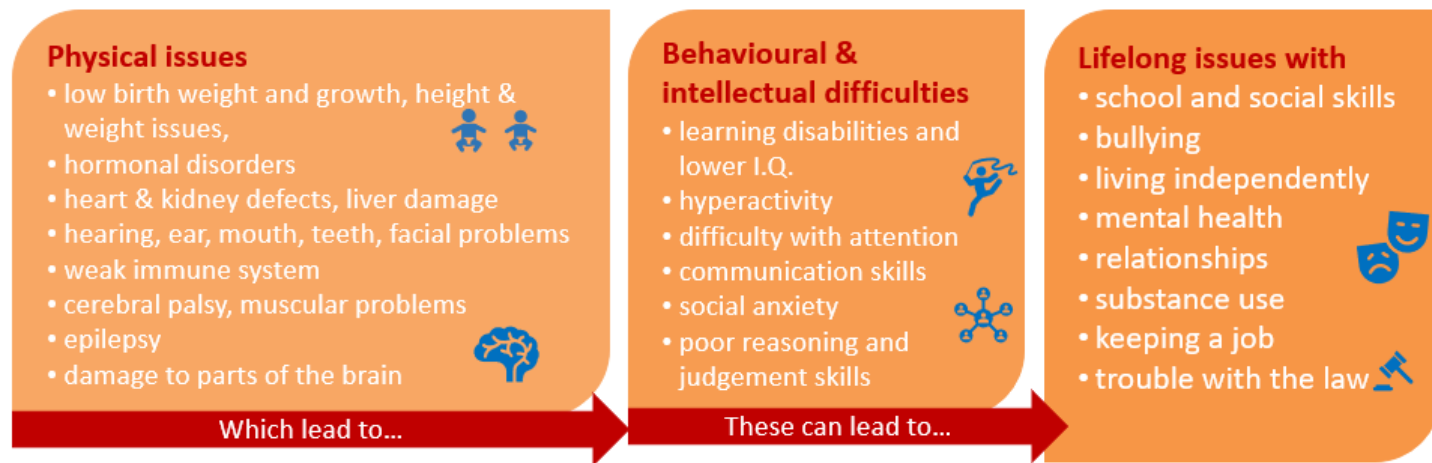 Physical issues
• low birth weight and growth, height &
weight issues,
• hormonal disorders
• heart & kidney defects, liver damage
• hearing, ear, mouth, teeth, facial problems
• weak immune system
• cerebral palsy, muscular problems
• epilepsy
• damage to parts of the brain
Which lead to...
Behavioural &
intellectual difficulties
• learning disabilities and
lower I.Q.
• hyperactivity
• difficulty with attention
• communication skills
• social anxiety
• poor reasoning and
judgement skills
These can lead to...
Lifelong issues with
• school and social skills
• bullying
• living independently
• mental health
• relationships
• substance use
• keeping a job
• trouble with the law